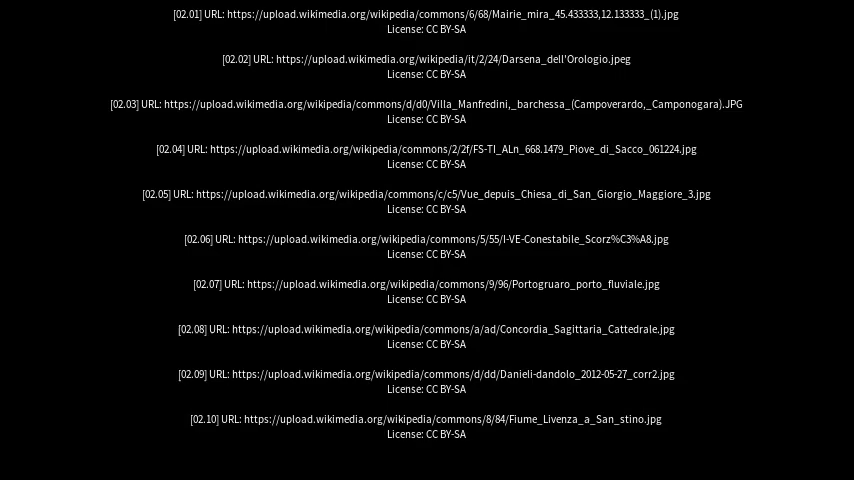 [02.01] URL: https://upload.wikimedia.org/wikipedia/commons/6/68/Mairie_mira_45.433333,12.133333_(1).jpg
License: CC BY-SA
[02.02] URL: https://upload.wikimedia.org/wikipedia/it/2/24/Darsena_dell'Orologio.jpeg
License: CC BY-SA
[02.03] URL: https://upload.wikimedia.org/wikipedia/commons/d/d0/Villa_Manfredini,_barchessa_(Campoverardo,_Camponogara).JPG
License: CC BY-SA
[02.04] URL: https://upload.wikimedia.org/wikipedia/commons/2/2f/FS-TI_ALn_668.1479_Piove_di_Sacco_061224.jpg
License: CC BY-SA
[02.05] URL: https://upload.wikimedia.org/wikipedia/commons/c/c5/Vue_depuis_Chiesa_di_San_Giorgio_Maggiore_3.jpg
License: CC BY-SA
[02.06] URL: https://upload.wikimedia.org/wikipedia/commons/5/55/I-VE-Conestabile_Scorz%C3%A8.jpg
License: CC BY-SA
[02.07] URL: https://upload.wikimedia.org/wikipedia/commons/9/96/Portogruaro_porto_fluviale.jpg
License: CC BY-SA
[02.08] URL: https://upload.wikimedia.org/wikipedia/commons/a/ad/Concordia_Sagittaria_Cattedrale.jpg
License: CC BY-SA
[02.09] URL: https://upload.wikimedia.org/wikipedia/commons/d/dd/Danieli-dandolo_2012-05-27_corr2.jpg
License: CC BY-SA
[02.10] URL: https://upload.wikimedia.org/wikipedia/commons/8/84/Fiume_Livenza_a_San_stino.jpg
License: CC BY-SA